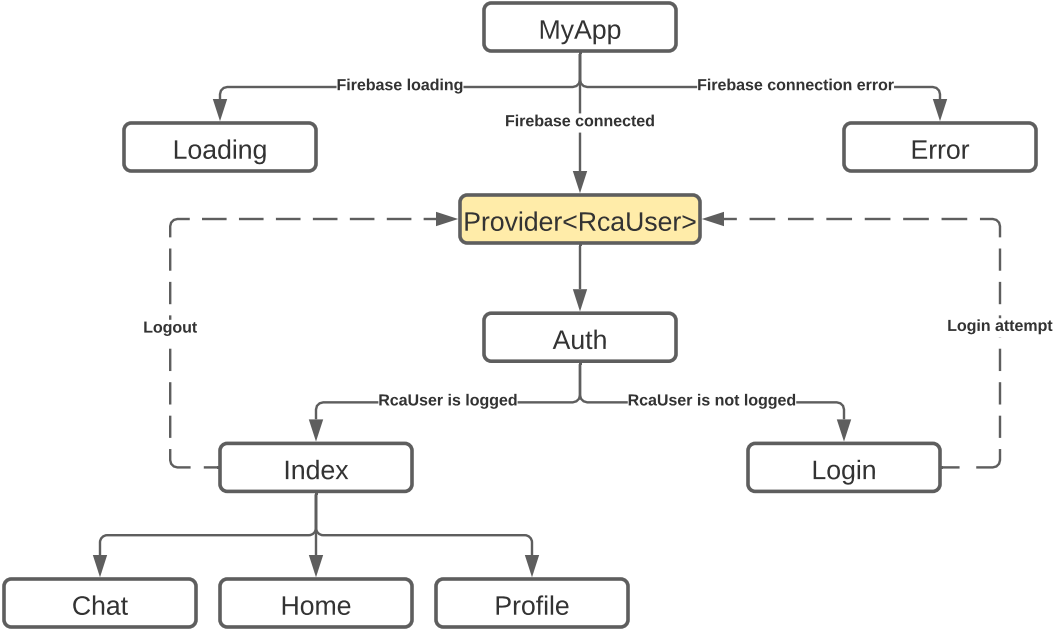 MyApp
Firebase loading
Firebase connection error
Firebase connected
Loading
Error
Provider<RcaUser>
Logout
Login attempt
Auth
RcaUser is logged
RcaUser is not logged
Index
Login
Chat
Home
Profile